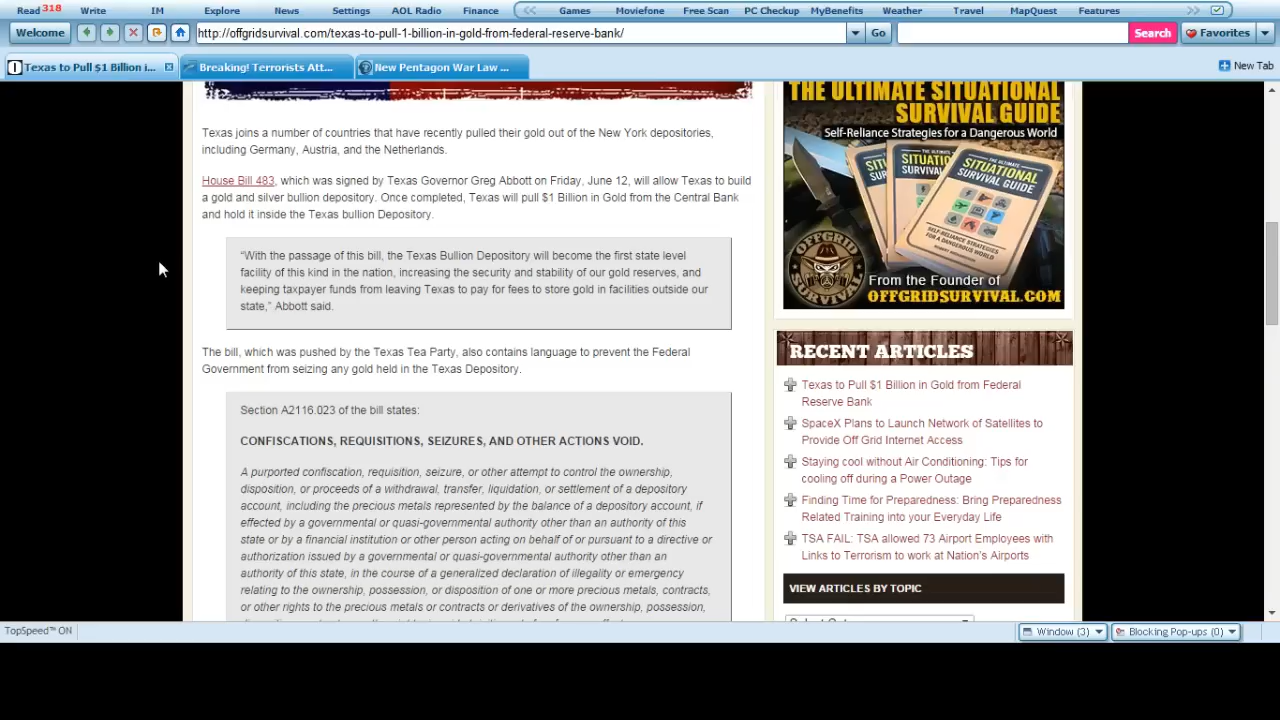 Read 318 Write IM Explore News Settings AOL Radio Finance Games Moviefone Free Scan PC Checkup MyBenefits Weather Travel MapQuest Features
Welcome http://offgridsurvival.com/texas-to-pull-1-billion-in-gold-from-federal-reserve-bank/ Go Search Favorites
Texas to Pull $1 Billion i... Breaking! Terrorists Att... New Pentagon War Law ... New Tab
Texas joins a number of countries that have recently pulled their gold out of the New York depositories,
including Germany, Austria, and the Netherlands.
House Bill 483, which was signed by Texas Governor Greg Abbott on Friday, June 12, will allow Texas to build
a gold and silver bullion depository. Once completed, Texas will pull $1 Billion in Gold from the Central Bank
and hold it inside the Texas bullion Depository.
“With the passage of this bill, the Texas Bullion Depository will become the first state level
facility of this kind in the nation, increasing the security and stability of our gold reserves, and
keeping taxpayer funds from leaving Texas to pay for fees to store gold in facilities outside our
state,” Abbott said.
The bill, which was pushed by the Texas Tea Party, also contains language to prevent the Federal
Government from seizing any gold held in the Texas Depository.
Section A2116.023 of the bill states:
CONFISCATIONS, REQUISITIONS, SEIZURES, AND OTHER ACTIONS VOID.
A purported confiscation, requisition, seizure, or other attempt to control the ownership,
disposition, or proceeds of a withdrawal, transfer, liquidation, or settlement of a depository
account, including the precious metals represented by the balance of a depository account, if
effected by a governmental or quasi-governmental authority other than an authority of this
state or by a financial institution or other person acting on behalf of or pursuant to a directive or
authorization issued by a governmental or quasi-governmental authority other than an
authority of this state, in the course of a generalized declaration of illegality or emergency
relating to the ownership, possession, or disposition of one or more precious metals, contracts,
or other rights to the precious metals or contracts or derivatives of the ownership, possession,
THE ULTIMATE SITUATIONAL
SURVIVAL GUIDE
Self-Reliance Strategies for a Dangerous World
THE ULTIMATE
SITUATIONAL
SURVIVAL GUIDE
SELF-RELIANCE STRATEGIES
FOR A DANGEROUS WORLD
OFFGRID
SURVIVAL
From the Founder of
OFFGRIDSURVIVAL.COM
RECENT ARTICLES
Texas to Pull $1 Billion in Gold from Federal
Reserve Bank
SpaceX Plans to Launch Network of Satellites to
Provide Off Grid Internet Access
Staying cool without Air Conditioning: Tips for
cooling off during a Power Outage
Finding Time for Preparedness: Bring Preparedness
Related Training into your Everyday Life
TSA FAIL: TSA allowed 73 Airport Employees with
Links to Terrorism to work at Nation's Airports
VIEW ARTICLES BY TOPIC
TopSpeed™ ON Window (3) Blocking Pop-ups (0)